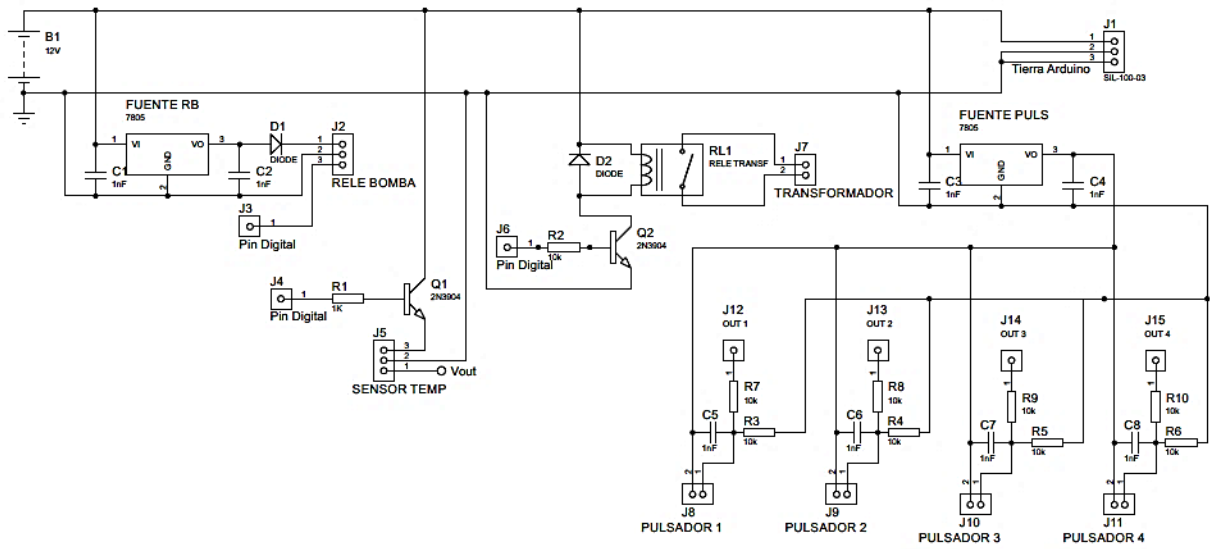 B1
12V
J1
1
2
3
Tierra Arduino
SIL-100-03
FUENTE RB
7805
1
VI
VO
3
GND
2
C1
1nF
C2
1nF
D1
DIODE
J2
1
2
3
RELE BOMBA
J3
1
Pin Digital
J4
1
Pin Digital
R1
1K
Q1
2N3904
J5
3
2
1
Vout
SENSOR TEMP
D2
DIODE
RL1
RELE TRANSF
J7
1
2
TRANSFORMADOR
J6
1
Pin Digital
R2
10k
Q2
2N3904
FUENTE PULS
7805
1
VI
VO
3
GND
2
C3
1nF
C4
1nF
J12
OUT 1
1
R7
10k
C5
1nF
R3
10k
2
1
J8
PULSADOR 1
J13
OUT 2
1
R8
10k
C6
1nF
R4
10k
2
1
J9
PULSADOR 2
J14
OUT 3
1
R9
10k
C7
1nF
R5
10k
2
1
J10
PULSADOR 3
J15
OUT 4
1
R10
10k
C8
1nF
R6
10k
2
1
J11
PULSADOR 4